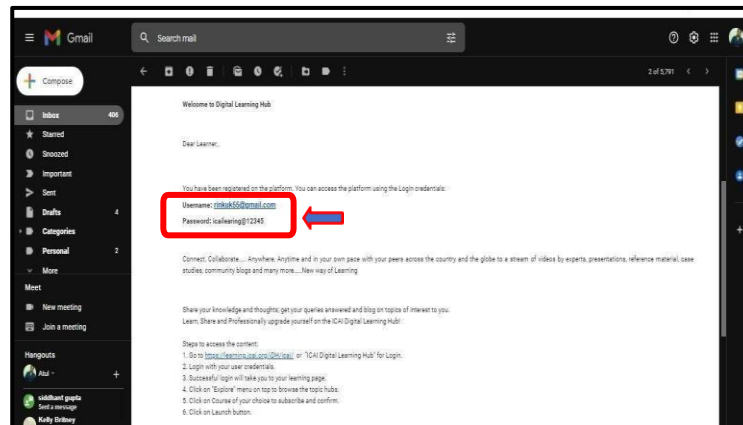 Gmail
Search mail
Compose
2 of 5,791
Inbox 406
Starred
Snoozed
Important
Sent
Drafts 4
Categories
Personal 2
More
Meet
New meeting
Join a meeting
Hangouts
Atul
siddhant gupta
Sent a message
Kelly Britney
Welcome to Digital Learning Hub
Dear Learner,
You have been registered on the platform. You can access the platform using the Login credentials:
Username: rinkuk55@gmail.com
Password: icailearing@12345
Connect, Collaborate..... Anywhere, Anytime and in your own pace with your peers across the country and the globe to a stream of videos by experts, presentations, reference material, case
studies, community blogs and many more.....New way of Learning
Share your knowledge and thoughts; get your queries answered and blog on topics of interest to you.
Learn, Share and Professionally upgrade yourself on the ICAI Digital Learning Hub!
Steps to access the content:
1. Go to https://learning.icai.org/iDH/icai/ or "ICAI Digital Learning Hub" for Login.
2. Login with your user credentials.
3. Successful login will take you to your learning page.
4. Click on "Explore" menu on top to browse the topic hubs.
5. Click on Course of your choice to subscribe and confirm.
6. Click on Launch button.